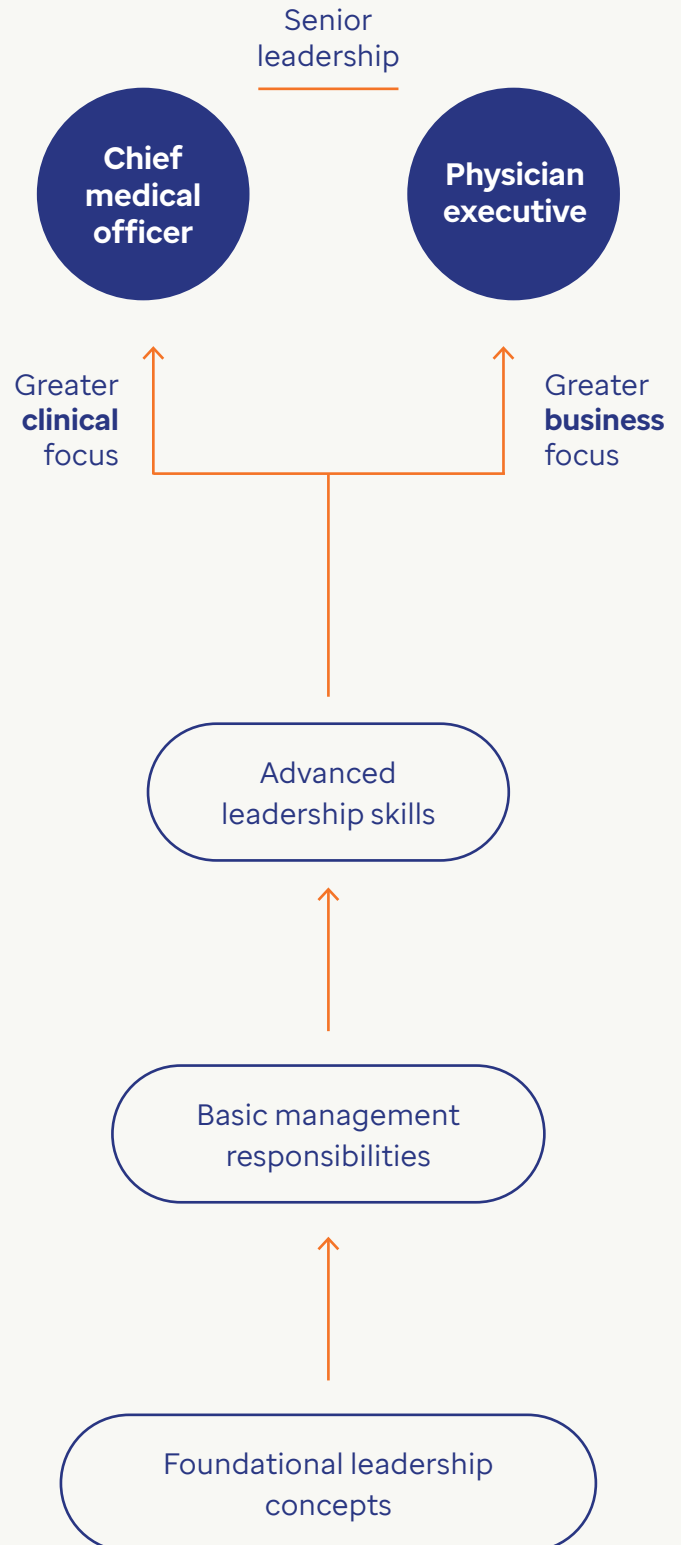 Senior
leadership
Chief
medical
officer
Physician
executive
Greater
clinical
focus
Greater
business
focus
Advanced
leadership skills
Basic management
responsibilities
Foundational leadership
concepts